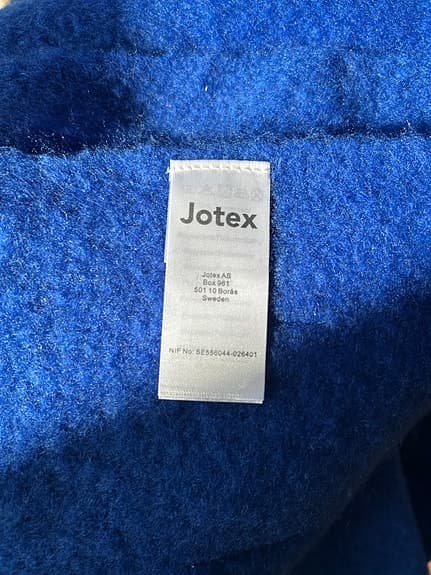 Jotex
Jotex AB
Box 961
501 10 Borås
Sweden
NIF No: SE556044-026401